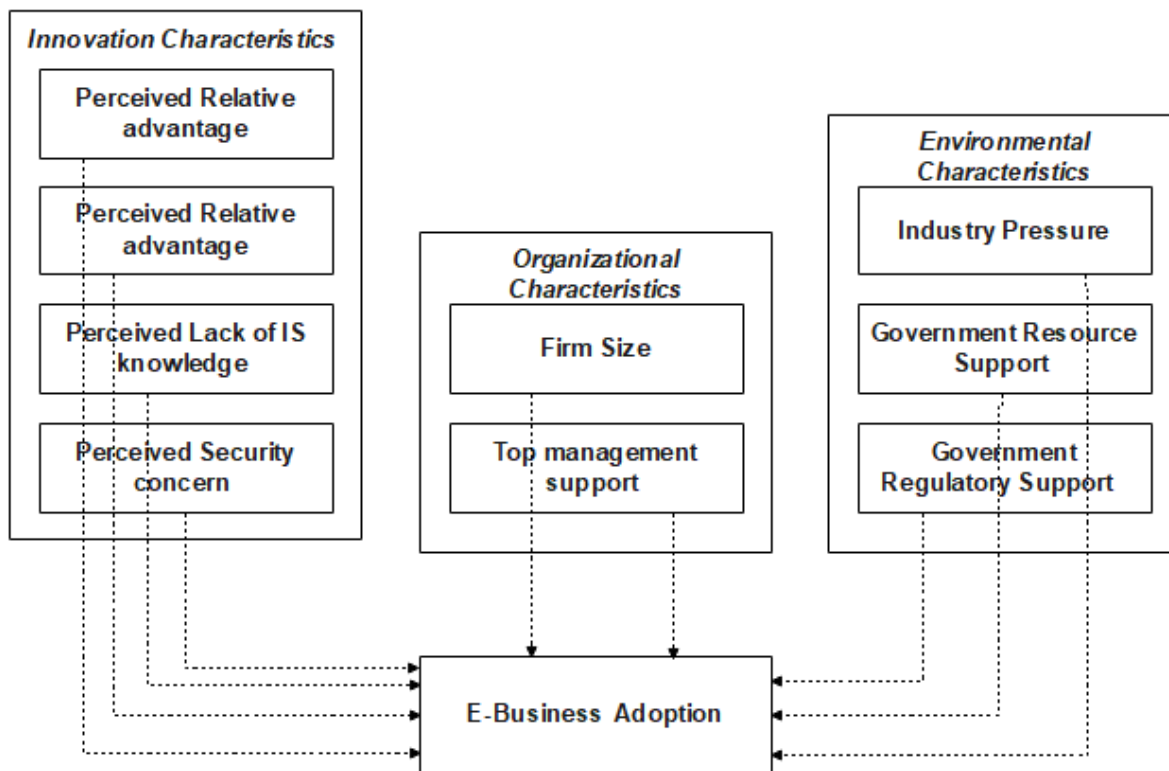 Innovation Characteristics
Perceived Relative
advantage
Perceived Relative
advantage
Perceived Lack of IS
knowledge
Perceived Security
concern
Organizational
Characteristics
Firm Size
Top management
support
Environmental
Characteristics
Industry Pressure
Government Resource
Support
Government
Regulatory Support
E-Business Adoption